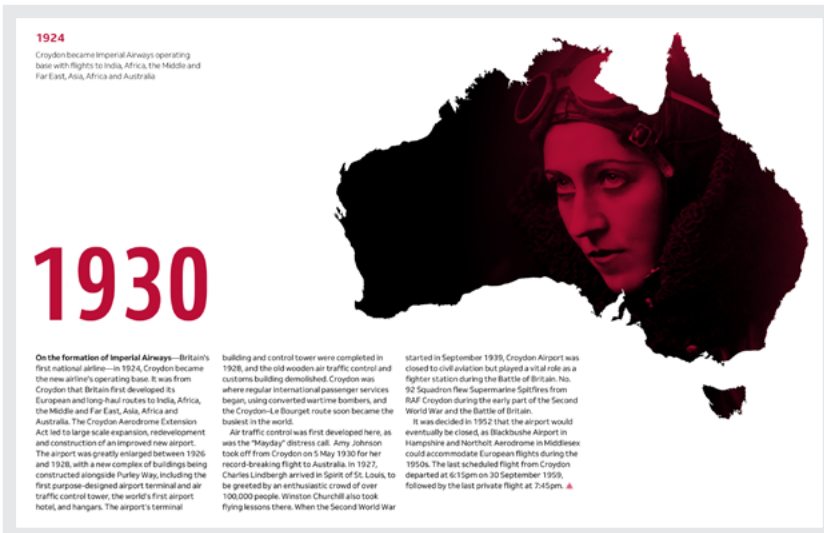 1924
Croydon became Imperial Airways operating
base with flights to India, Africa, the Middle and
Far East, Asia, Africa and Australia
1930
On the formation of Imperial Airways—Britain's
first national airline—in 1924, Croydon became
the new airline's operating base. It was from
Croydon that Britain first developed its
European and long-haul routes to India, Africa,
the Middle and Far East, Asia, Africa and
Australia. The Croydon Aerodrome Extension
Act led to large scale expansion, redevelopment
and construction of an improved new airport.
The airport was greatly enlarged between 1926
and 1928, with a new complex of buildings being
constructed alongside Purley Way, including the
first purpose-designed airport terminal and air
traffic control tower, the world's first airport
hotel, and hangars. The airport's terminal
building and control tower were completed in
1928, and the old wooden air traffic control and
customs building demolished. Croydon was
where regular international passenger services
began, using converted wartime bombers, and
the Croydon–Le Bourget route soon became the
busiest in the world.
Air traffic control was first developed here, as
was the "Mayday" distress call. Amy Johnson
took off from Croydon on 5 May 1930 for her
record-breaking flight to Australia. In 1927,
Charles Lindbergh arrived in Spirit of St. Louis, to
be greeted by an enthusiastic crowd of over
100,000 people. Winston Churchill also took
flying lessons there. When the Second World War
started in September 1939, Croydon Airport was
closed to civil aviation but played a vital role as a
fighter station during the Battle of Britain. No.
92 Squadron flew Supermarine Spitfires from
RAF Croydon during the early part of the Second
World War and the Battle of Britain.
It was decided in 1952 that the airport would
eventually be closed, as Blackbushe Airport in
Hampshire and Northolt Aerodrome in Middlesex
could accommodate European flights during the
1950s. The last scheduled flight from Croydon
departed at 6:15pm on 30 September 1959,
followed by the last private flight at 7:45pm.